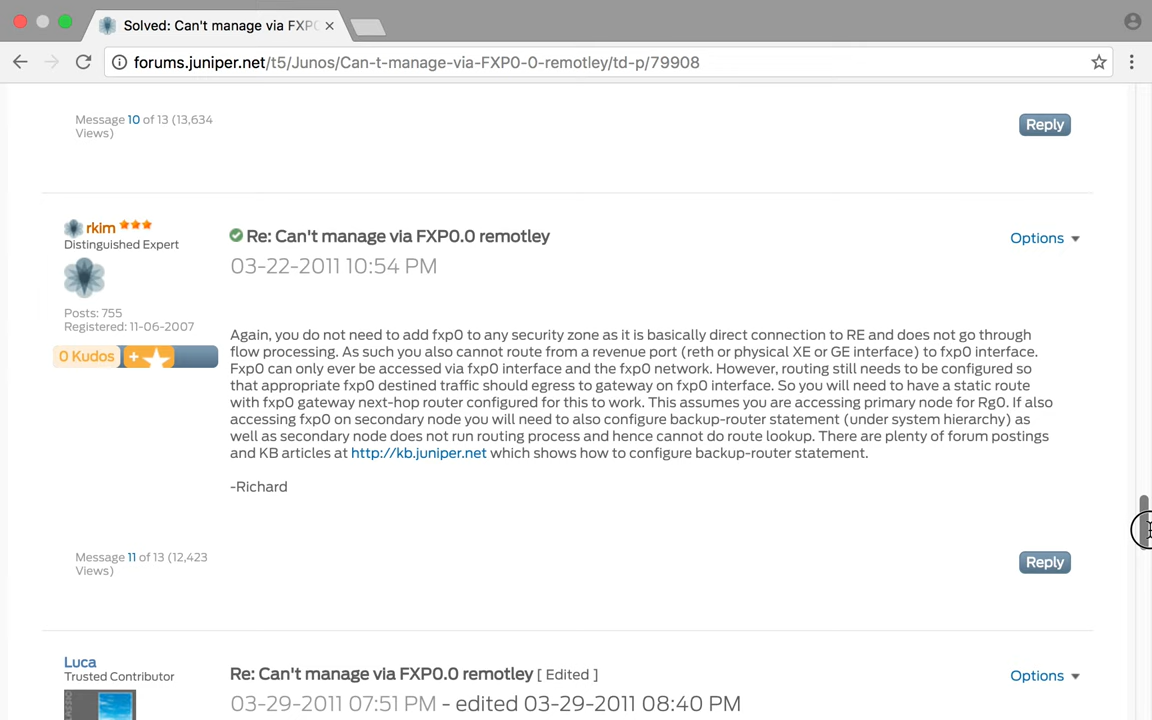 Solved: Can't manage via FXP0
forums.juniper.net/t5/Junos/Can-t-manage-via-FXP0-0-remotley/td-p/79908
Message 10 of 13 (13,634
Views)
Reply
rkim
Distinguished Expert
Re: Can't manage via FXP0.0 remotley
Options
03-22-2011 10:54 PM
Posts: 755
Registered: 11-06-2007
0 Kudos +
Again, you do not need to add fxp0 to any security zone as it is basically direct connection to RE and does not go through
flow processing. As such you also cannot route from a revenue port (reth or physical XE or GE interface) to fxp0 interface.
Fxp0 can only ever be accessed via fxp0 interface and the fxp0 network. However, routing still needs to be configured so
that appropriate fxp0 destined traffic should egress to gateway on fxp0 interface. So you will need to have a static route
with fxp0 gateway next-hop router configured for this to work. This assumes you are accessing primary node for Rg0. If also
accessing fxp0 on secondary node you will need to also configure backup-router statement (under system hierarchy) as
well as secondary node does not run routing process and hence cannot do route lookup. There are plenty of forum postings
and KB articles at http://kb.juniper.net which shows how to configure backup-router statement.
-Richard
Message 11 of 13 (12,423
Views)
Reply
Luca
Trusted Contributor
Re: Can't manage via FXP0.0 remotley [ Edited ]
Options
03-29-2011 07:51 PM - edited 03-29-2011 08:40 PM